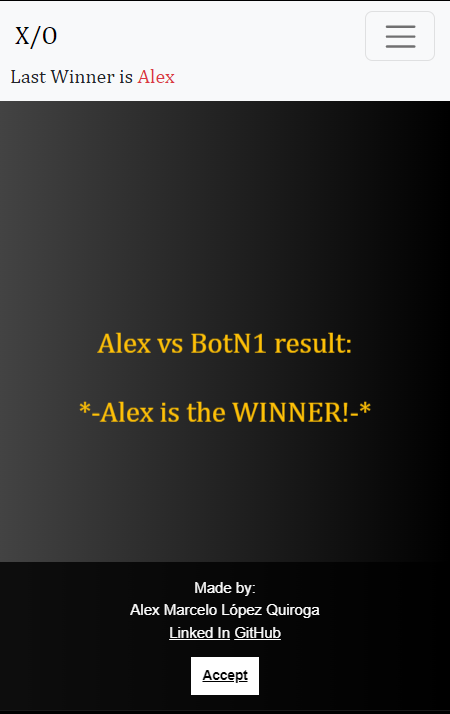 X/O
Last Winner is Alex
Alex vs BotN1 result:
*-Alex is the WINNER!-*
Made by:
Alex Marcelo López Quiroga
Linked In GitHub
Accept